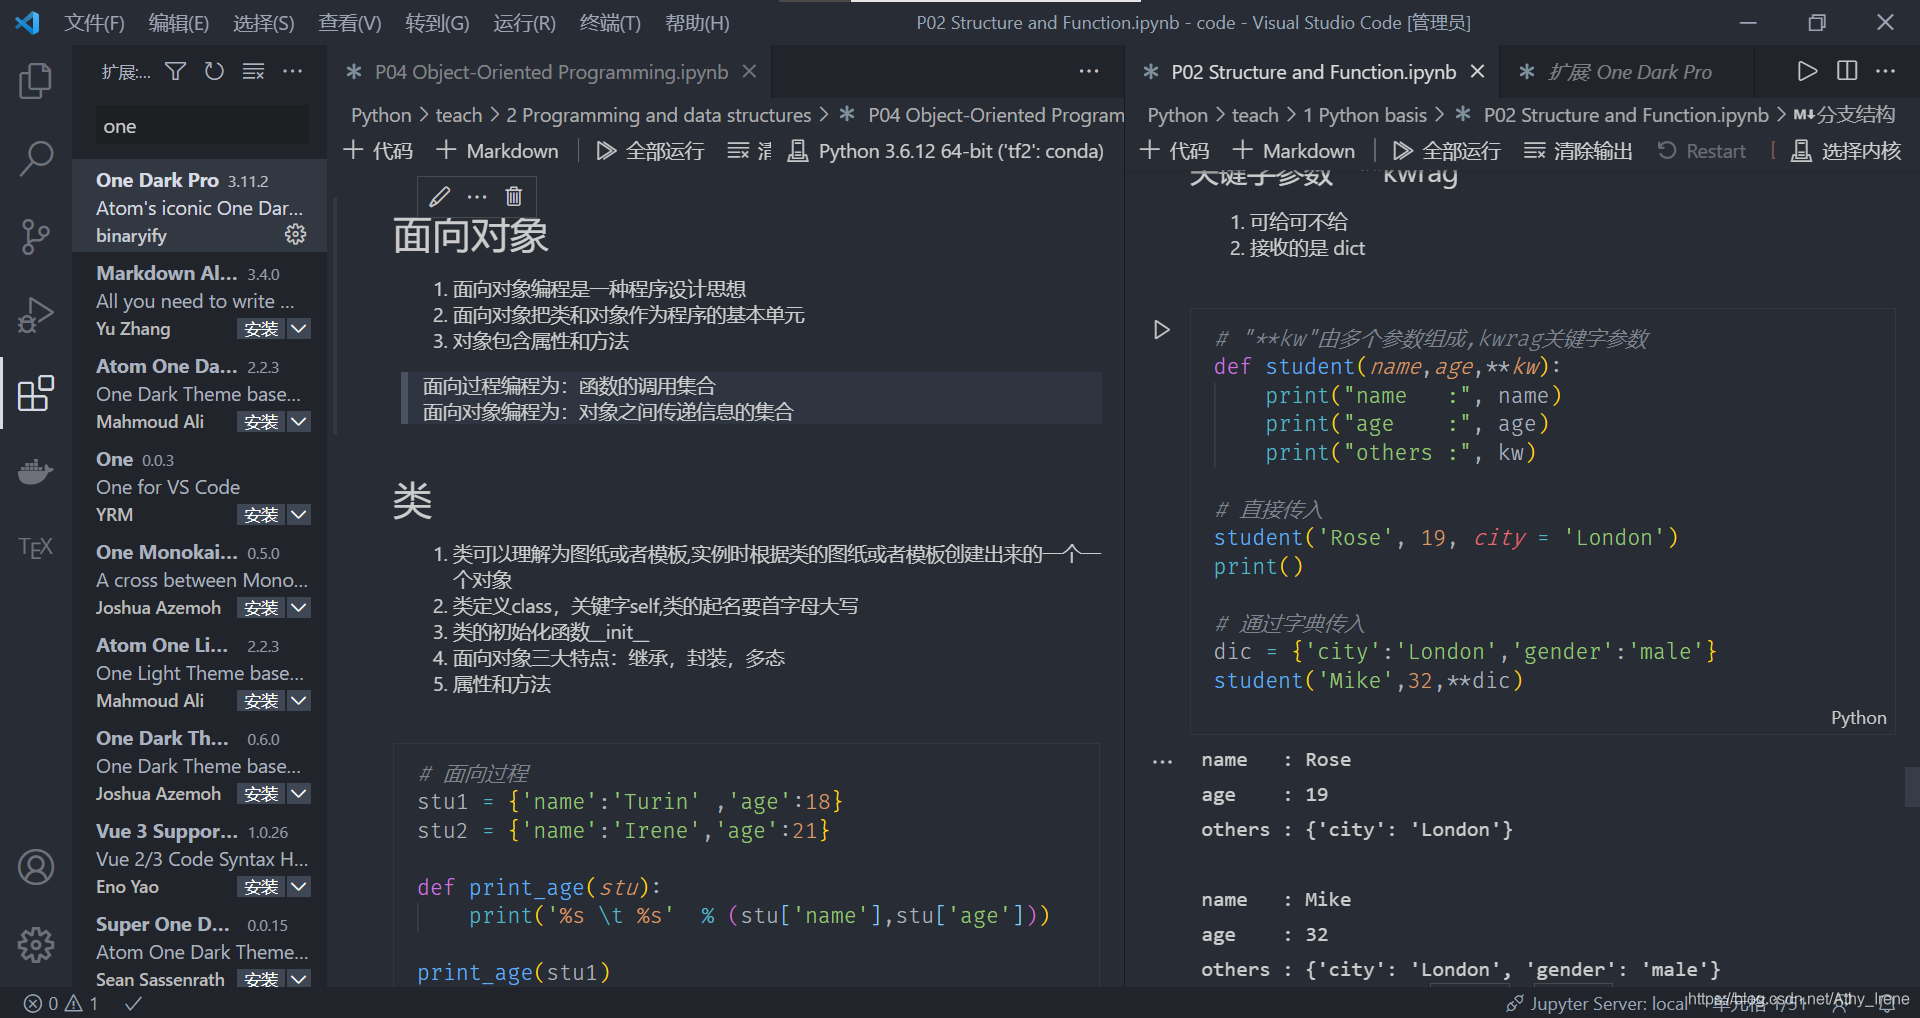 文件(F) 编辑(E) 选择(S) 查看(V) 转到(G) 运行(R) 终端(T) 帮助(H) P02 Structure and Function.ipynb - code - Visual Studio Code [管理员]
扩展:...
one
One Dark Pro 3.11.2
Atom's iconic One Dar...
binaryify
Markdown Al... 3.4.0
All you need to write ...
Yu Zhang 安装
Atom One Da... 2.2.3
One Dark Theme base...
Mahmoud Ali 安装
One 0.0.3
One for VS Code
YRM 安装
One Monokai... 0.5.0
A cross between Mono...
Joshua Azemoh 安装
Atom One Li... 2.2.3
One Light Theme base...
Mahmoud Ali 安装
One Dark Th... 0.6.0
One Dark Theme base...
Joshua Azemoh 安装
Vue 3 Suppor... 1.0.26
Vue 2/3 Code Syntax H...
Eno Yao 安装
Super One D... 0.0.15
Atom One Dark Theme...
Sean Sassenrath 安装
TEX
P04 Object-Oriented Programming.ipynb
Python > teach > 2 Programming and data structures > P04 Object-Oriented Program
代码 Markdown 全部运行 清 Python 3.6.12 64-bit ('tf2': conda)
面向对象
1. 面向对象编程是一种程序设计思想
2. 面向对象把类和对象作为程序的基本单元
3. 对象包含属性和方法
面向过程编程为：函数的调用集合
面向对象编程为：对象之间传递信息的集合
类
1. 类可以理解为图纸或者模板,实例时根据类的图纸或者模板创建出来的一个一
个对象
2. 类定义class，关键字self,类的起名要首字母大写
3. 类的初始化函数__init__
4. 面向对象三大特点：继承，封装，多态
5. 属性和方法
# 面向过程
stu1 = {'name':'Turin' ,'age':18}
stu2 = {'name':'Irene','age':21}
def print_age(stu):
print('%s \t %s'  % (stu['name'],stu['age']))
print_age(stu1)
P02 Structure and Function.ipynb 扩展 One Dark Pro
Python > teach > 1 Python basis > P02 Structure and Function.ipynb > M↓分支结构
代码 Markdown 全部运行 清除输出 Restart 选择内核
关键字参数 kwrag
1. 可给可不给
2. 接收的是 dict
# "**kw"由多个参数组成,kwrag关键字参数
def student(name,age,**kw):
print("name   :", name)
print("age    :", age)
print("others :", kw)
# 直接传入
student('Rose', 19, city = 'London')
print()
# 通过字典传入
dic = {'city':'London','gender':'male'}
student('Mike',32,**dic)
Python
name   : Rose
age    : 19
others : {'city': 'London'}
name   : Mike
age    : 32
others : {'city': 'London', 'gender': 'male'}
0 1 Jupyter Server: local
https://blog.csdn.net/Athy_Irene